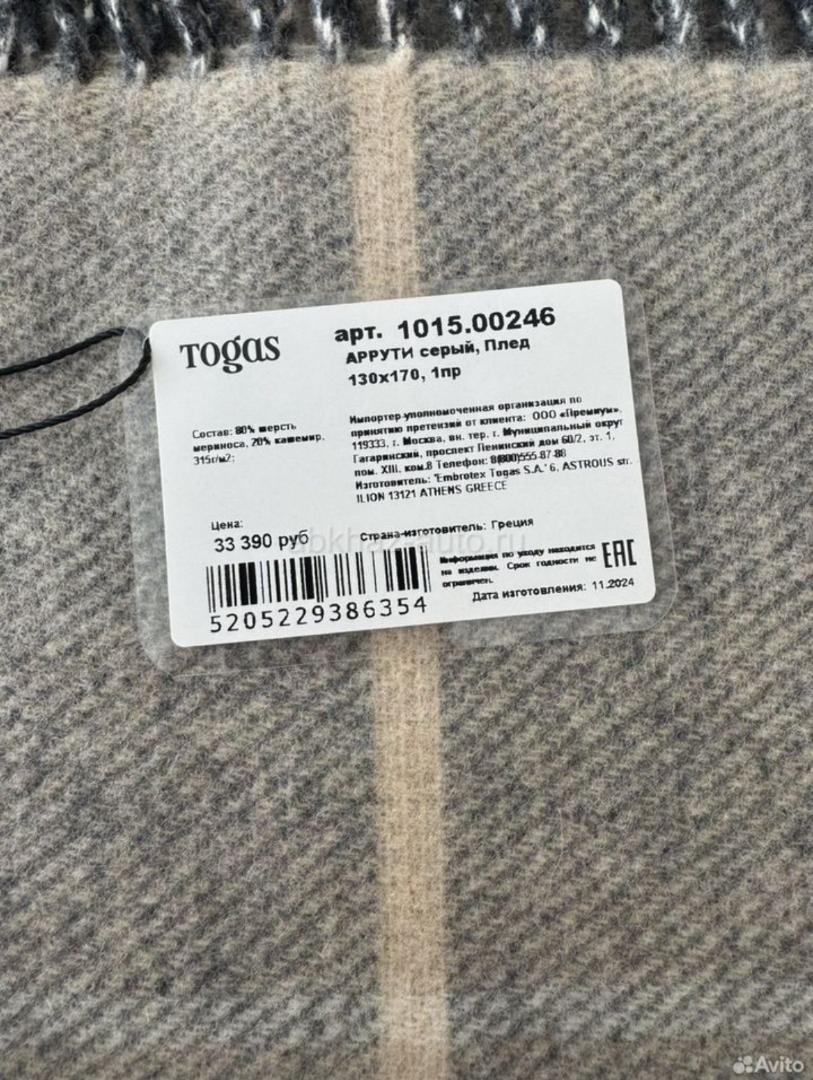 Togas
арт. 1015.00246
АРРУТИ серый, Плед
130х170, 1пр
Состав: 80% шерсть
мериноса, 20% кашемир,
315г/м2;
Импортер-уполномоченная организация по
принятию претензий от клиента: ООО «Премиум»,
119333, г. Москва, вн. тер. г. Муниципальный округ
Гагаринский, проспект Ленинский дом 60/2, эт. 1,
пом. XIII, ком.8 Телефон: 8(800)555-87-88
Изготовитель: "Embrotex Togas S.A." 6, ASTROUS str.
ILION 13121 ATHENS GREECE
Цена:
33 390 руб
Страна-изготовитель: Греция
abkhaz-auto.ru
Информация по уходу находится
на изделии. Срок годности не
ограничен.
EAC
Дата изготовления: 11.2024
5205229386354
Avito